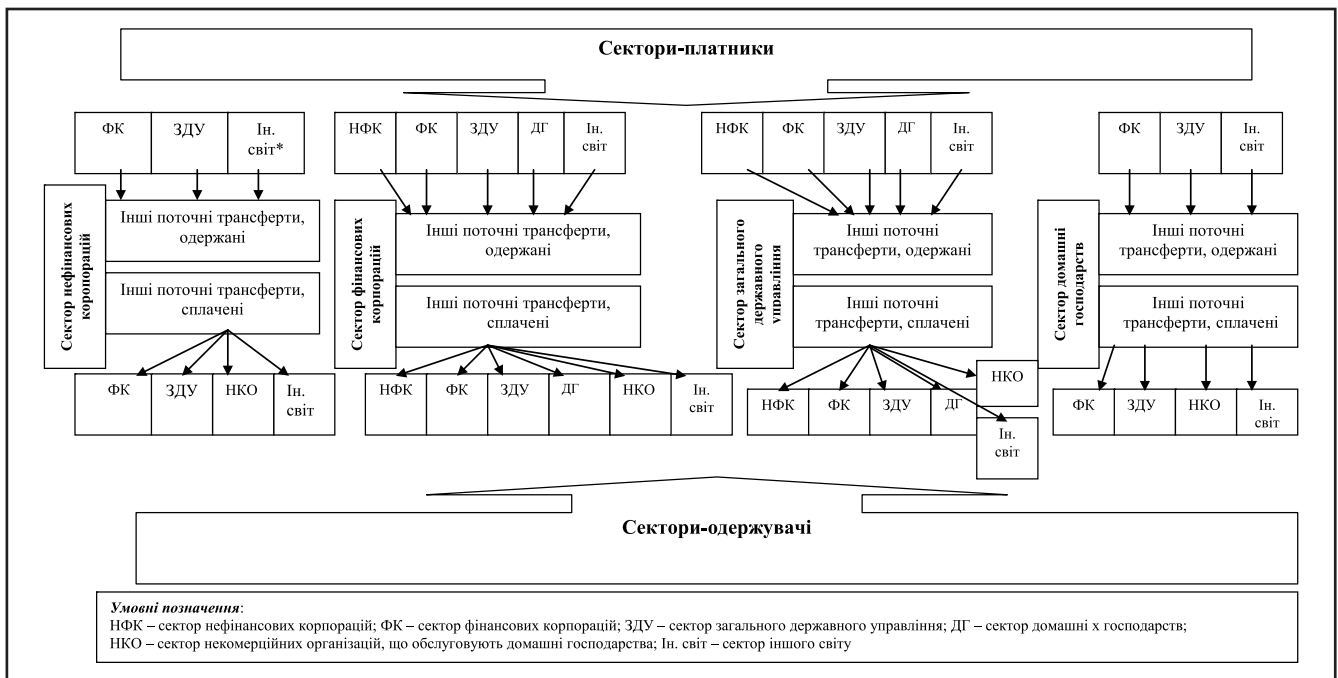 Сектори-платники
ФК
ЗДУ
Ін.
світ*
НФК
ФК
ЗДУ
ДГ
Ін.
світ
НФК
ФК
ЗДУ
ДГ
Ін.
світ
ФК
ЗДУ
Ін.
світ
Сектор нефінансових
коропорацій
Інші поточні трансферти,
одержані
Інші поточні трансферти,
сплачені
Сектор фінансових
корпорацій
Інші поточні трансферти,
одержані
Інші поточні трансферти,
сплачені
Сектор загального
державного
управління
Інші поточні
трансферти, одержані
Інші поточні
трансферти, сплачені
Сектор домашні
господарств
Інші поточні
трансферти, одержані
Інші поточні
трансферти, сплачені
ФК
ЗДУ
НКО
Ін.
світ
НФК
ФК
ЗДУ
ДГ
НКО
Ін.
світ
НФК
ФК
ЗДУ
ДГ
НКО
Ін.
світ
ФК
ЗДУ
НКО
Ін.
світ
Сектори-одержувачі
Умовні позначення:
НФК – сектор нефінансових корпорацій; ФК – сектор фінансових корпорацій; ЗДУ – сектор загального державного управління; ДГ – сектор домашні х господарств;
НКО – сектор некомерційних організацій, що обслуговують домашні господарства; Ін. світ – сектор іншого світу